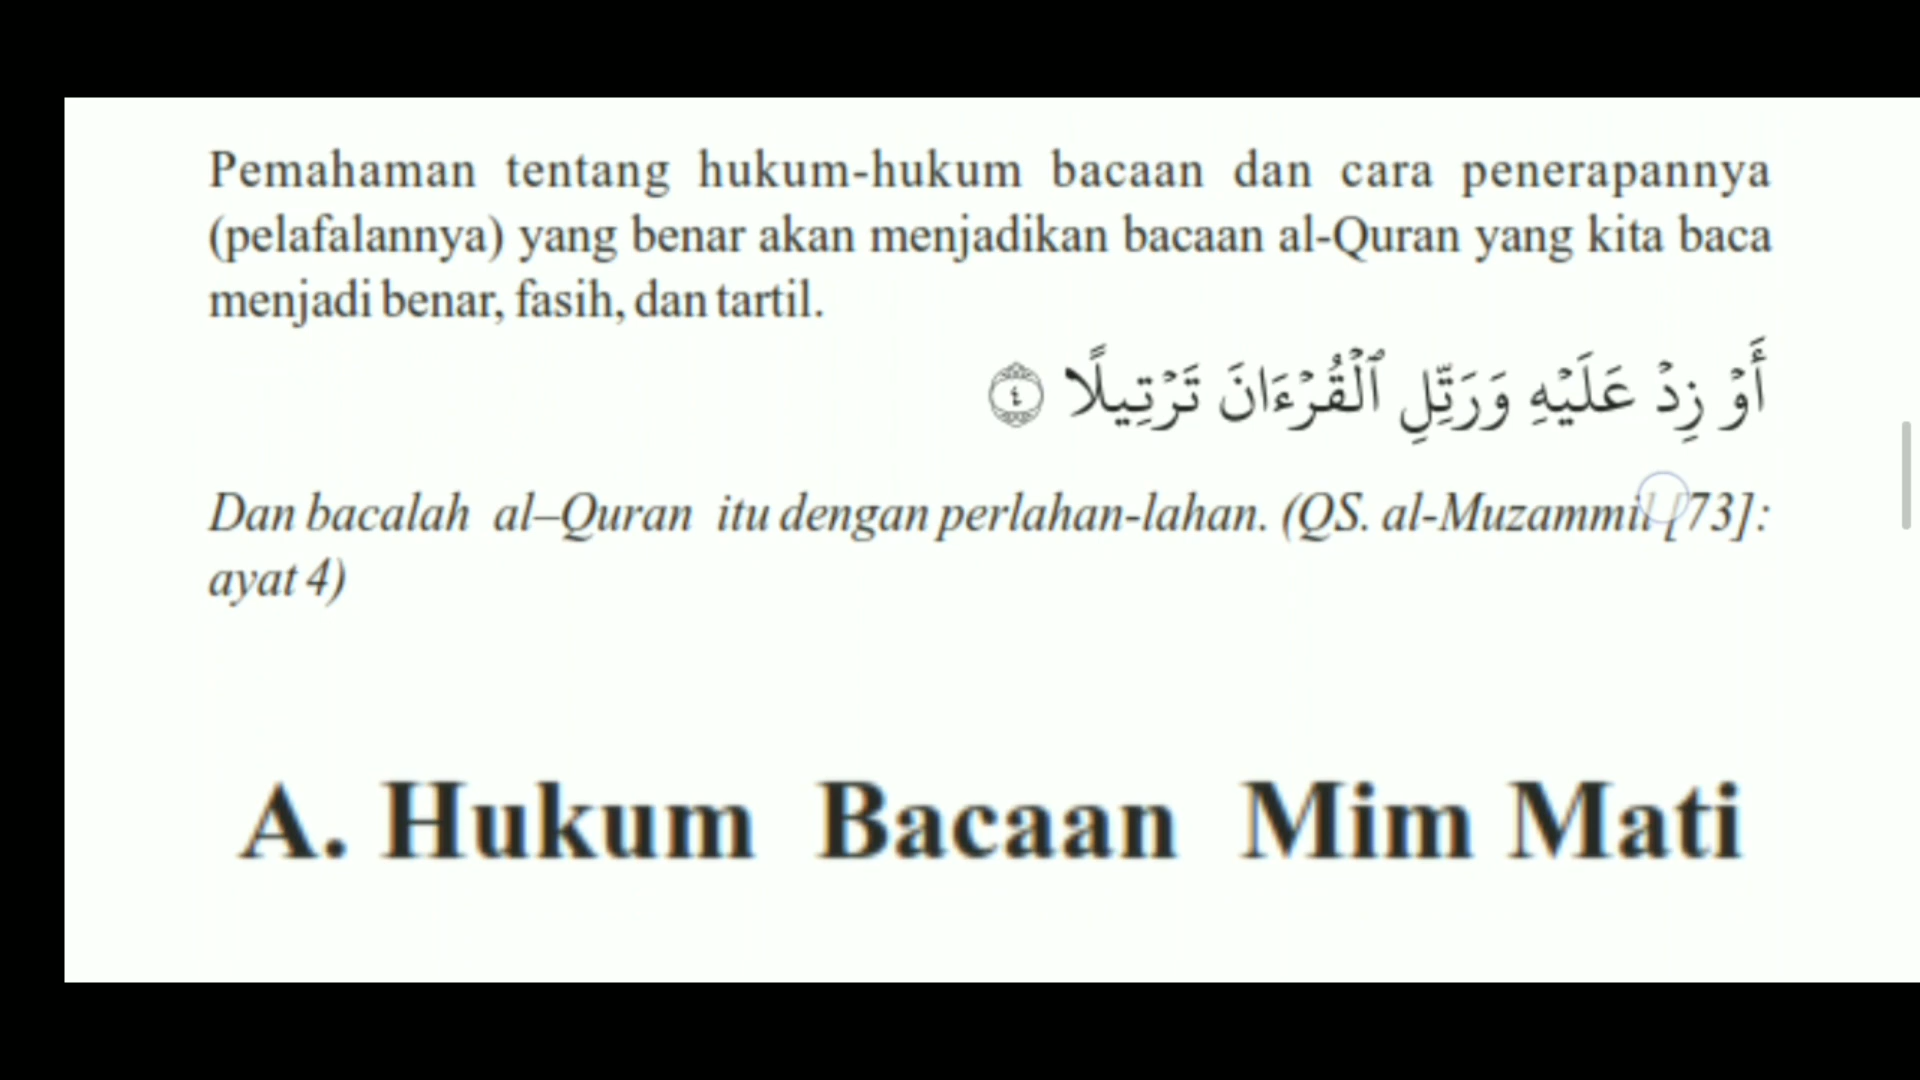 Pemahaman tentang hukum-hukum bacaan dan cara penerapannya
(pelafalannya) yang benar akan menjadikan bacaan al-Quran yang kita baca
menjadi benar, fasih, dan tartil.
أَوۡ زِدۡ عَلَيۡهِ وَرَتِّلِ ٱلۡقُرۡءَانَ تَرۡتِيلًا ٤
Dan bacalah al–Quran itu dengan perlahan-lahan. (QS. al-Muzammil [73]:
ayat 4)
A. Hukum Bacaan Mim Mati